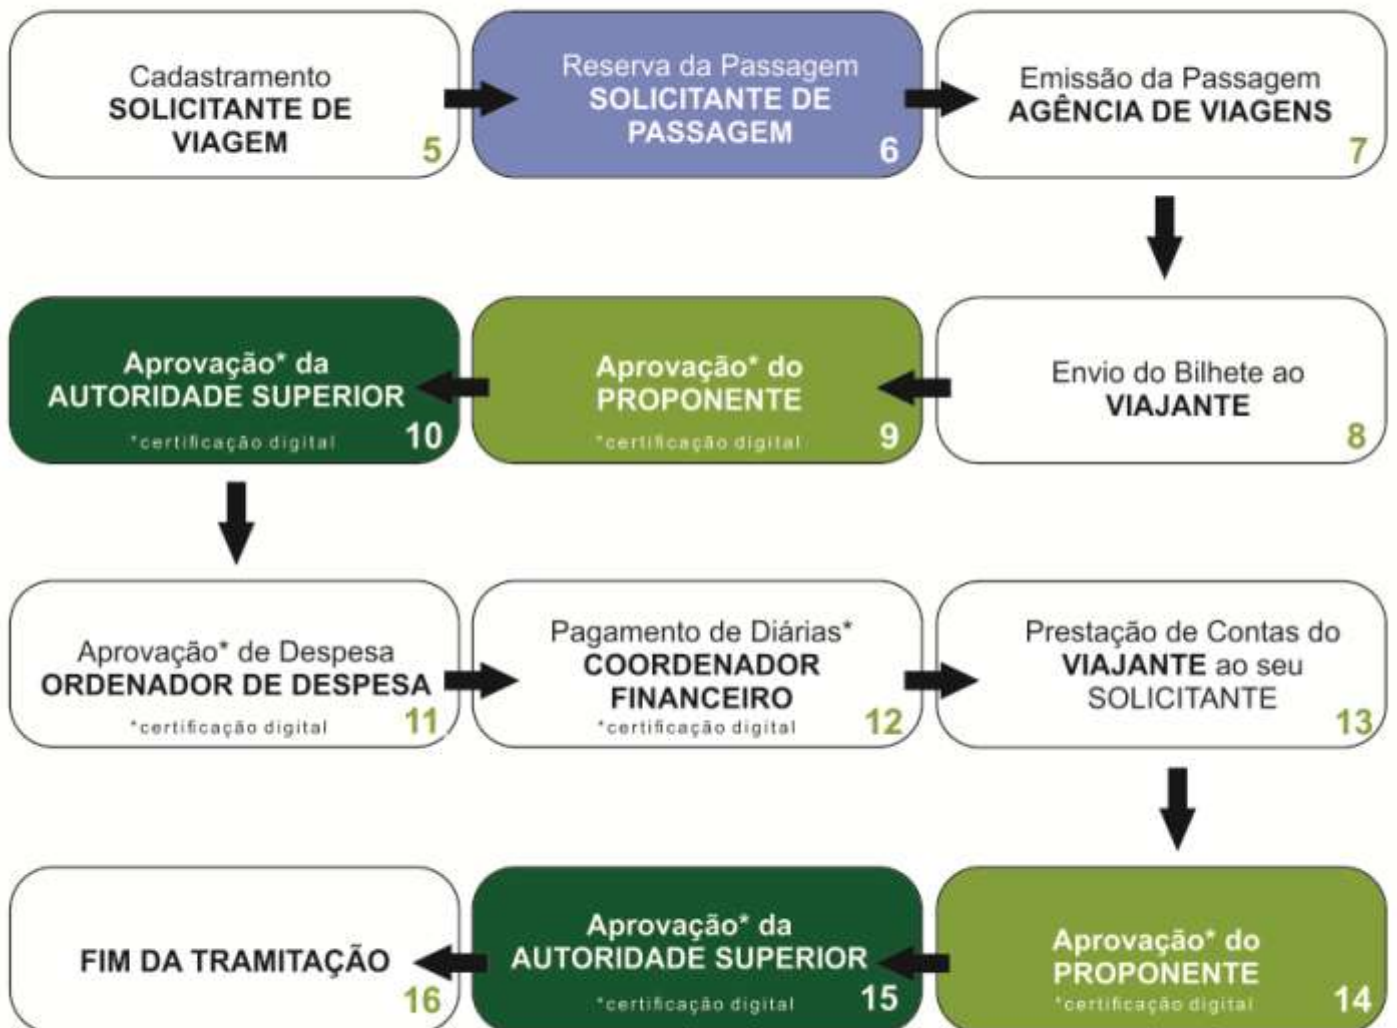 Cadastramento
SOLICITANTE DE
VIAGEM
5
Reserva da Passagem
SOLICITANTE DE
PASSAGEM
6
Emissão da Passagem
AGÊNCIA DE VIAGENS
7
Envio do Bilhete ao
VIAJANTE
8
Aprovação* do
PROPONENTE
*certificação digital
9
Aprovação* da
AUTORIDADE SUPERIOR
*certificação digital
10
Aprovação* de Despesa
ORDENADOR DE DESPESA
*certificação digital
11
Pagamento de Diárias*
COORDENADOR
FINANCEIRO
*certificação digital
12
Prestação de Contas do
VIAJANTE ao seu
SOLICITANTE
13
Aprovação* do
PROPONENTE
*certificação digital
14
Aprovação* da
AUTORIDADE SUPERIOR
*certificação digital
15
FIM DA TRAMITAÇÃO
16